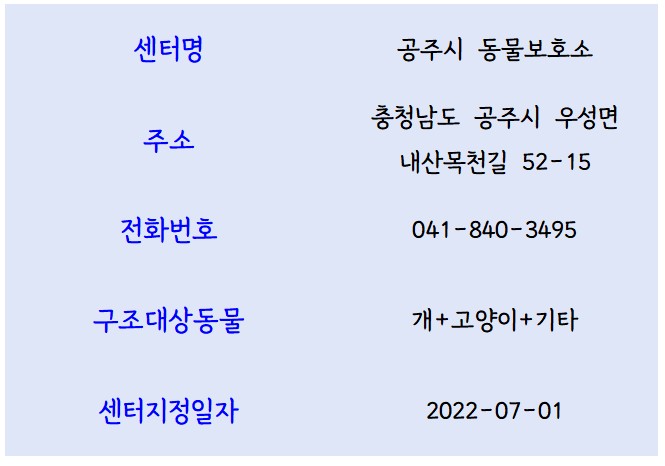 센터명 공주시 동물보호소
주소 충청남도 공주시 우성면
내산목천길 52-15
전화번호 041-840-3495
구조대상동물 개+고양이+기타
센터지정일자 2022-07-01